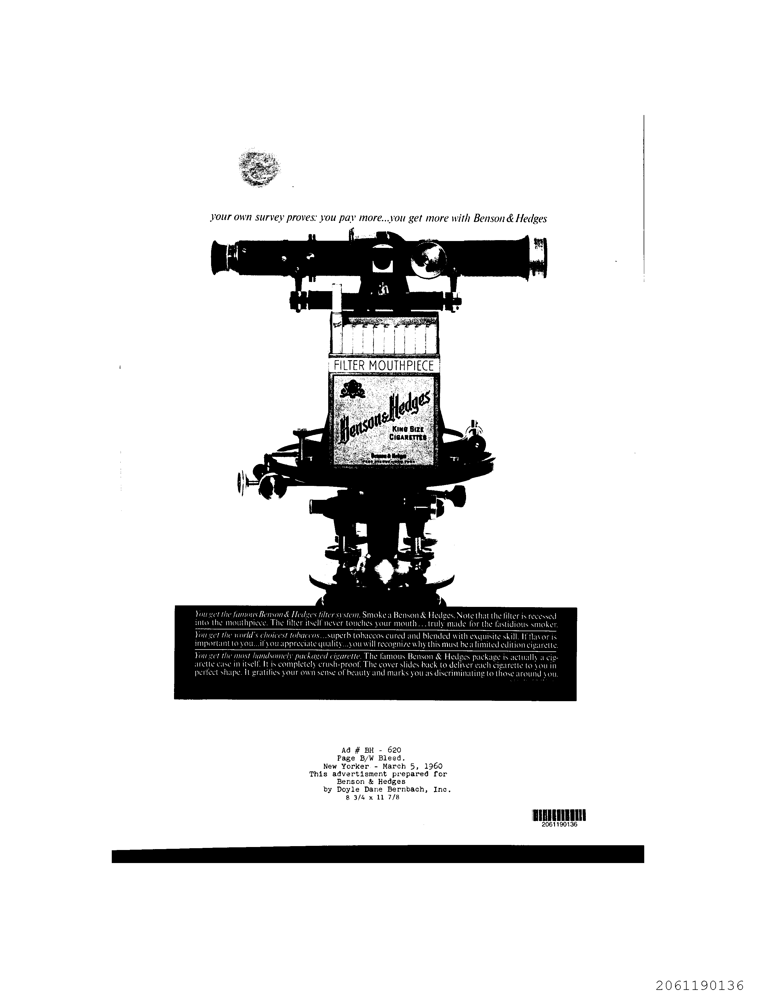 your own survey proves: you pay more...you get more with Benson & Hedges
FILTER MOUTHPIECE
Benson & Hedges
KING SIZE
CIGARETTES
Benson & Hedges
You get the famous Benson & Hedges filter system. Smoke a Benson & Hedges. Note that the filter is recessed
into the mouthpiece. The filter itself never touches your mouth...truly made for the fastidious smoker.
You get the world's choicest tobaccos...superb tobaccos cured and blended with exquisite skill. If flavor is
important to you...if you appreciate quality...you will recognize why this must be a limited edition cigarette.
You get the most handsomely packaged cigarette. The famous Benson & Hedges package is actually a cig-
arette case in itself. It is completely crush-proof. The cover slides back to deliver each cigarette to you in
perfect shape. It gratifies your own sense of beauty and marks you as discriminating to those around you.
Ad # BH - 620
Page B/W Bleed.
New Yorker - March 5, 1960
This advertisment prepared for
Benson & Hedges
by Doyle Dane Bernbach, Inc.
8 3/4 x 11 7/8
2061190136
2061190136